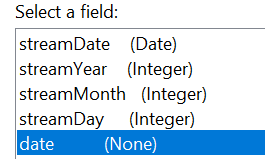 Select a field:
streamDate (Date)
streamYear (Integer)
streamMonth (Integer)
streamDay (Integer)
date (None)